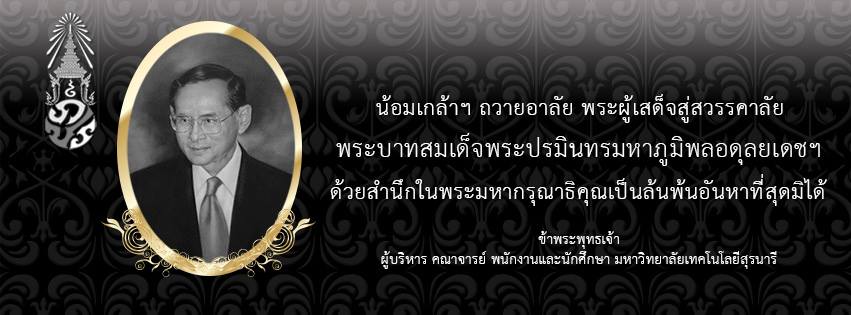 น้อมเกล้าฯ ถวายอาลัย พระผู้เสด็จสู่สวรรคาลัย
พระบาทสมเด็จพระปรมินทรมหาภูมิพลอดุลยเดชฯ
ด้วยสำนึกในพระมหากรุณาธิคุณเป็นล้นพ้นอันหาที่สุดมิได้
ข้าพระพุทธเจ้า
ผู้บริหาร คณาจารย์ พนักงานและนักศึกษา มหาวิทยาลัยเทคโนโลยีสุรนารี